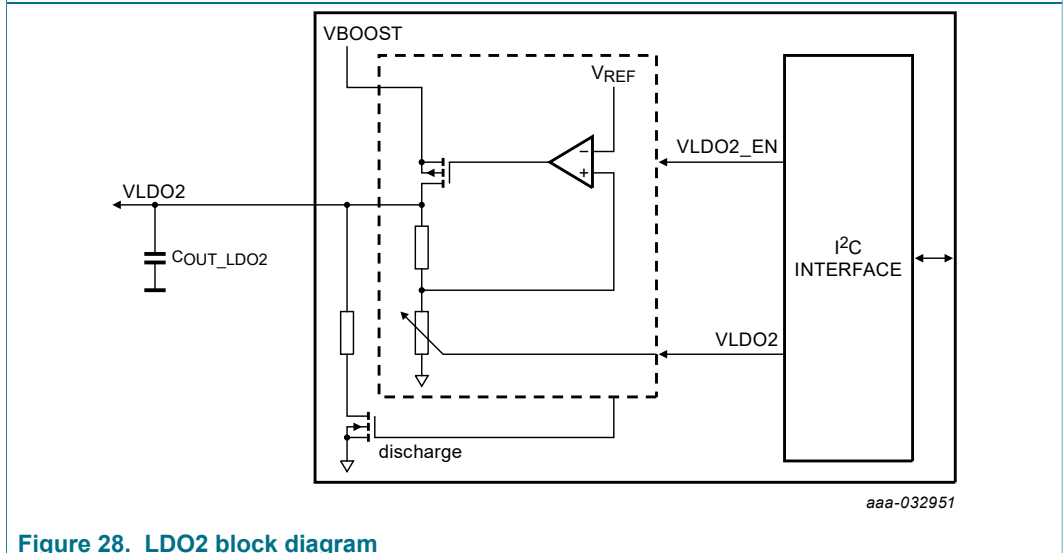 VBOOST
VREF
−
+
VLDO2_EN
VLDO2
COUT_LDO2
I2C
INTERFACE
VLDO2
discharge
aaa-032951
Figure 28. LDO2 block diagram